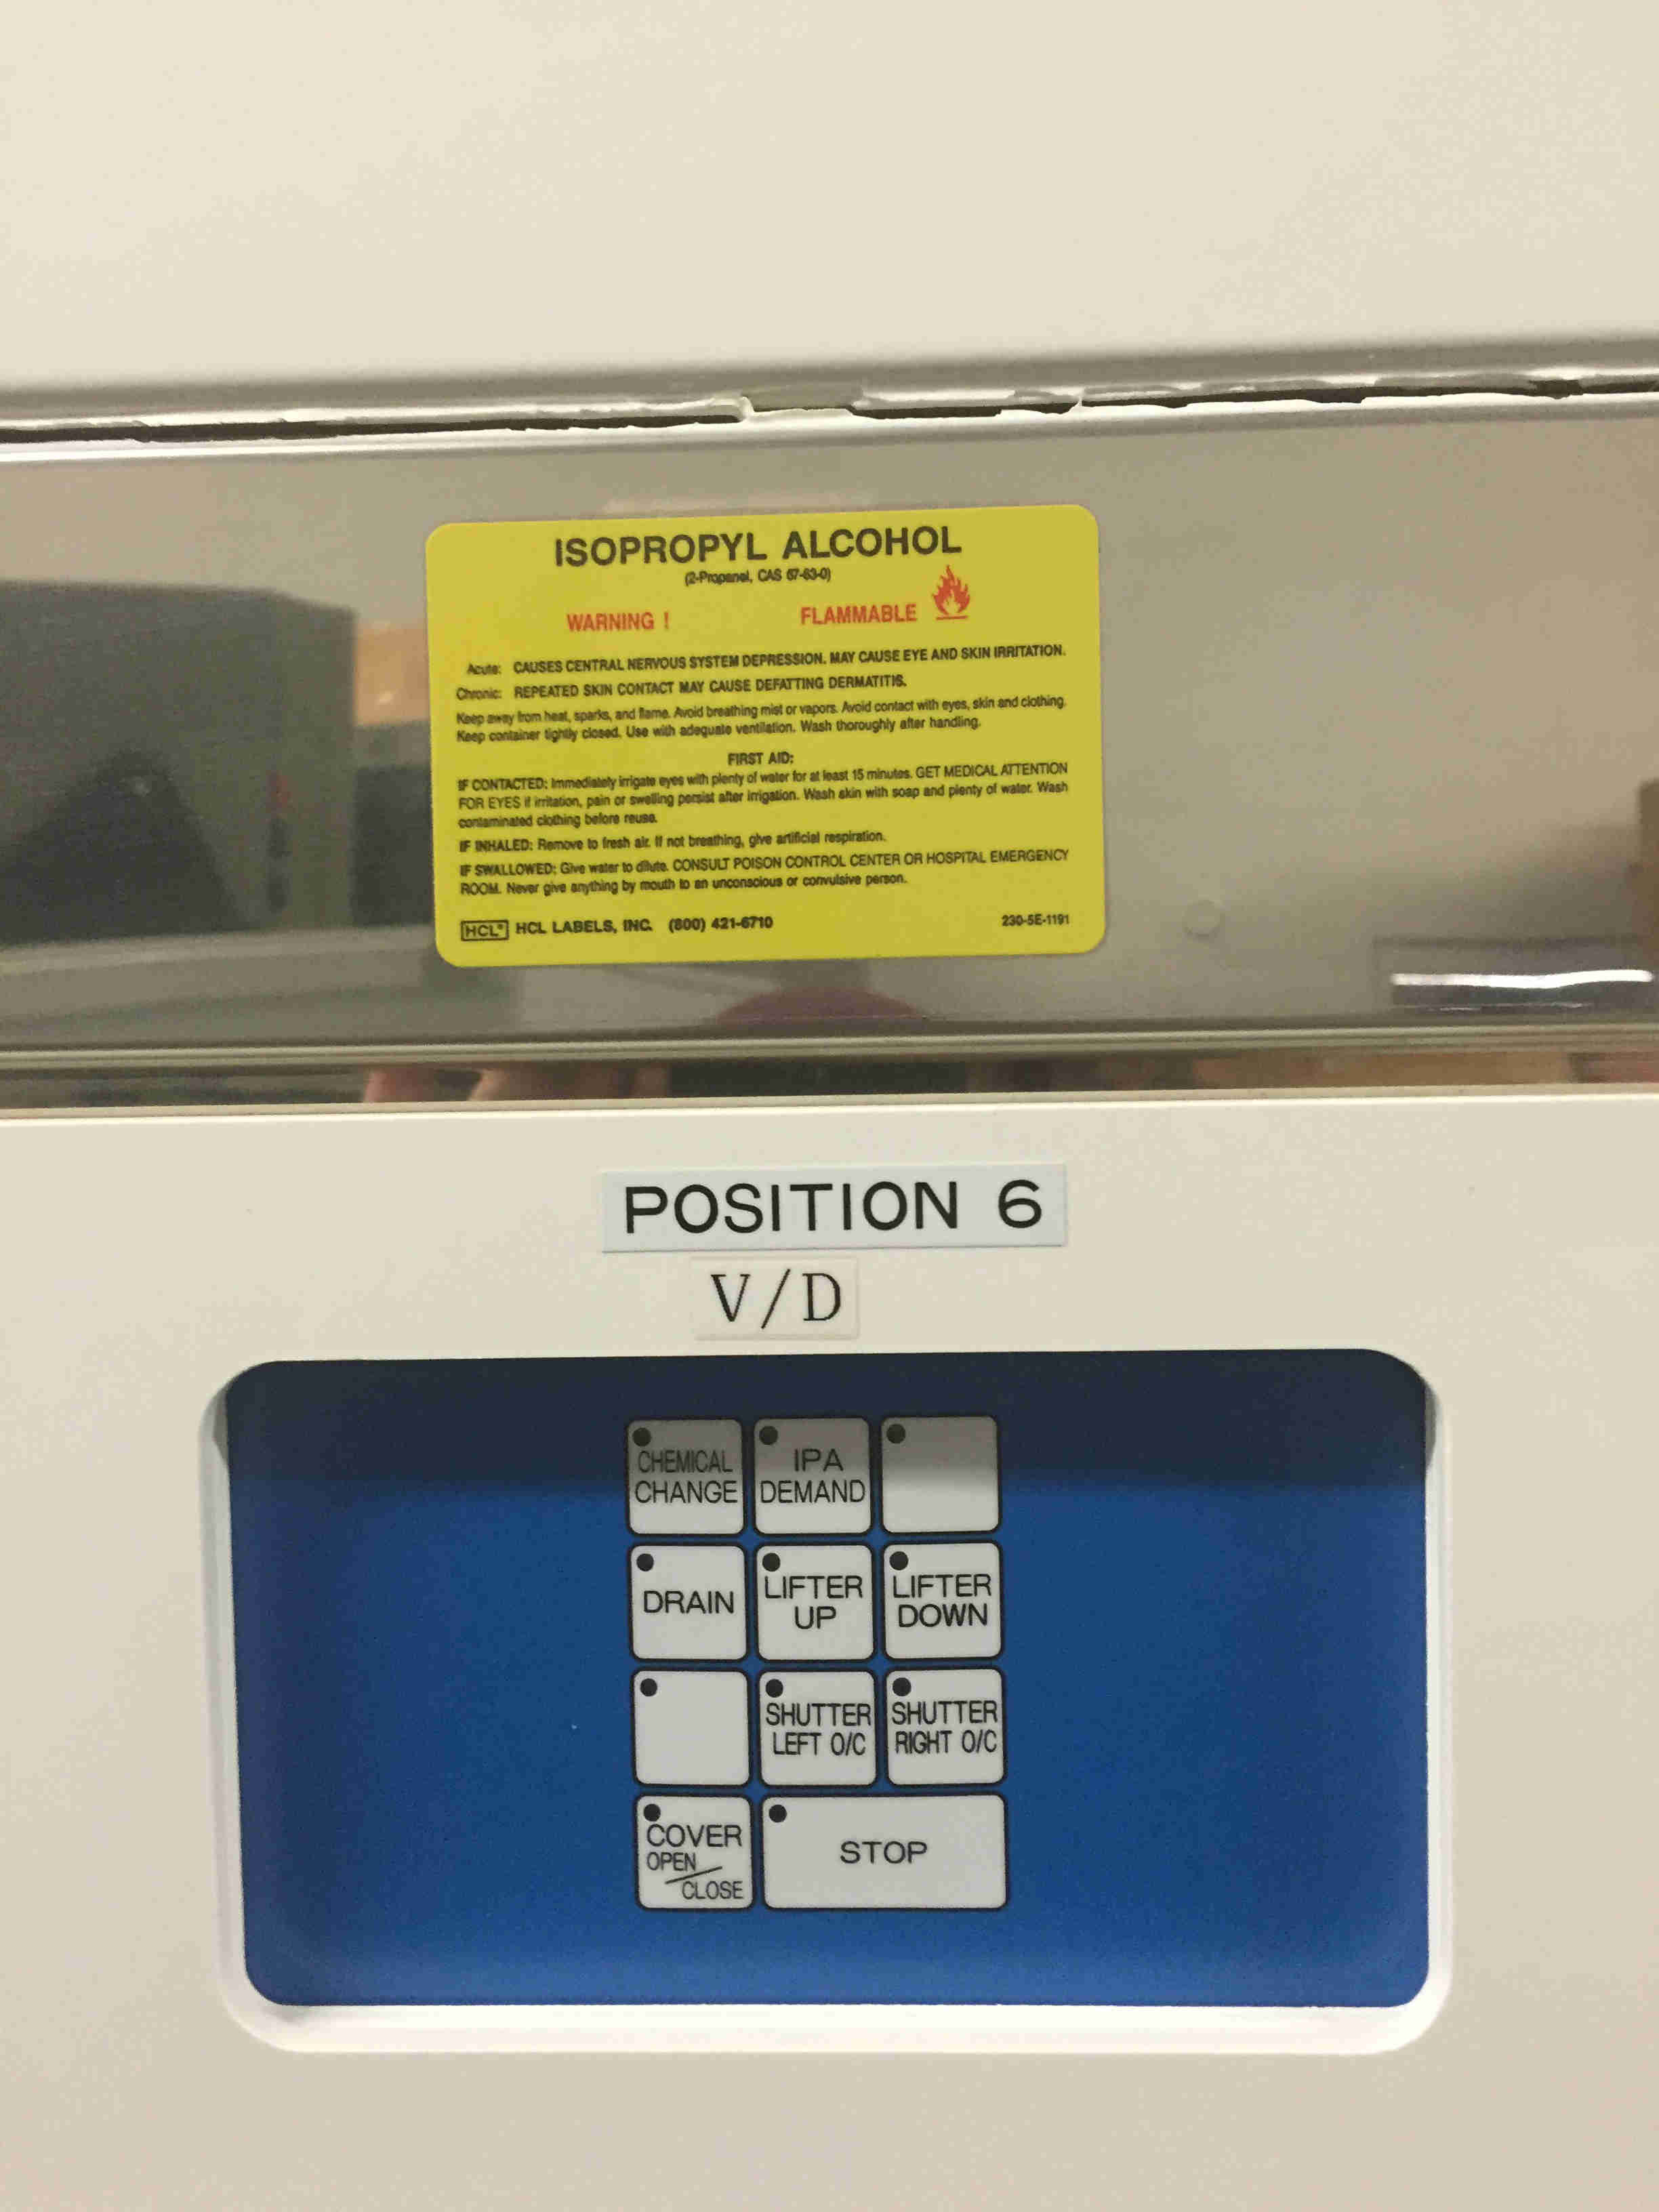 ISOPROPYL ALCOHOL
(2-Propanol, CAS 67-63-0)
WARNING ! FLAMMABLE
Acute: CAUSES CENTRAL NERVOUS SYSTEM DEPRESSION. MAY CAUSE EYE AND SKIN IRRITATION.
Chronic: REPEATED SKIN CONTACT MAY CAUSE DEFATTING DERMATITIS.
Keep away from heat, sparks, and flame. Avoid breathing mist or vapors. Avoid contact with eyes, skin and clothing.
Keep container tightly closed. Use with adequate ventilation. Wash thoroughly after handling.
FIRST AID:
IF CONTACTED: Immediately irrigate eyes with plenty of water for at least 15 minutes. GET MEDICAL ATTENTION
FOR EYES if irritation, pain or swelling persist after irrigation. Wash skin with soap and plenty of water. Wash
contaminated clothing before reuse.
IF INHALED: Remove to fresh air. If not breathing, give artificial respiration.
IF SWALLOWED: Give water to dilute. CONSULT POISON CONTROL CENTER OR HOSPITAL EMERGENCY
ROOM. Never give anything by mouth to an unconscious or convulsive person.
HCL® HCL LABELS, INC. (800) 421-6710 230-5E-1191
POSITION 6
V/D
CHEMICAL
CHANGE
IPA
DEMAND
DRAIN
LIFTER
UP
LIFTER
DOWN
SHUTTER
LEFT O/C
SHUTTER
RIGHT O/C
COVER
OPEN
CLOSE
STOP